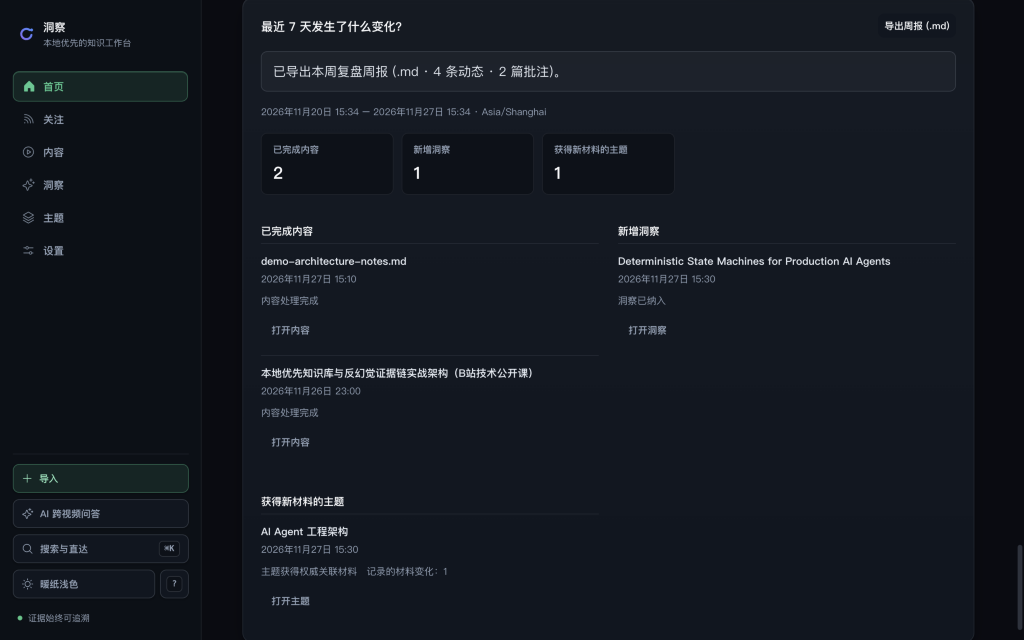 洞察
本地优先的知识工作台
首页
关注
内容
洞察
主题
设置
导入
AI 跨视频问答
搜索与直达 ⌘K
暖纸浅色 ?
证据始终可追溯
最近 7 天发生了什么变化?
导出周报 (.md)
已导出本周复盘周报 (.md · 4 条动态 · 2 篇批注)。
2026年11月20日 15:34 — 2026年11月27日 15:34 · Asia/Shanghai
已完成内容
2
新增洞察
1
获得新材料的主题
1
已完成内容
demo-architecture-notes.md
2026年11月27日 15:10
内容处理完成
打开内容
本地优先知识库与反幻觉证据链实战架构（B站技术公开课）
2026年11月26日 23:00
内容处理完成
打开内容
新增洞察
Deterministic State Machines for Production AI Agents
2026年11月27日 15:30
洞察已纳入
打开洞察
获得新材料的主题
AI Agent 工程架构
2026年11月27日 15:30
主题获得权威关联材料 记录的材料变化：1
打开主题